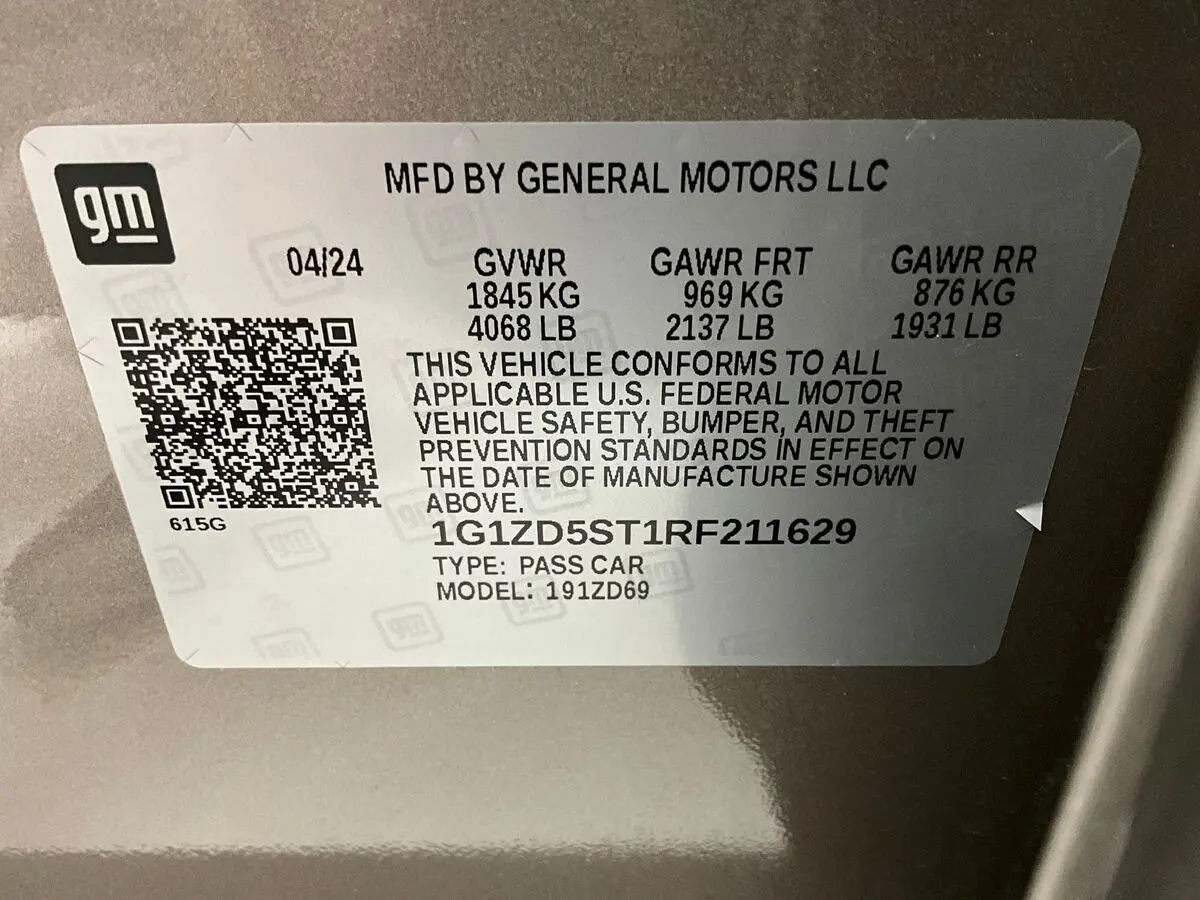 gm
MFD BY GENERAL MOTORS LLC
04/24 GVWR GAWR FRT GAWR RR
1845 KG 969 KG 876 KG
4068 LB 2137 LB 1931 LB
THIS VEHICLE CONFORMS TO ALL
APPLICABLE U.S. FEDERAL MOTOR
VEHICLE SAFETY, BUMPER, AND THEFT
PREVENTION STANDARDS IN EFFECT ON
THE DATE OF MANUFACTURE SHOWN
ABOVE.
615G
1G1ZD5ST1RF211629
TYPE: PASS CAR
MODEL: 191ZD69